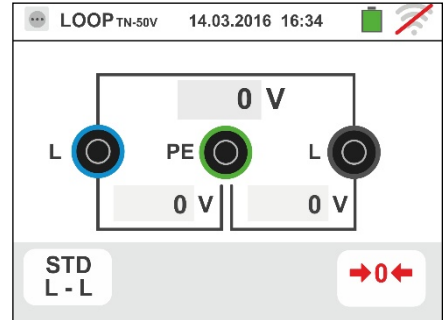 LOOP TN-50V 14.03.2016 16:34
0 V
L PE L
0 V 0 V
STD
L - L
→0←